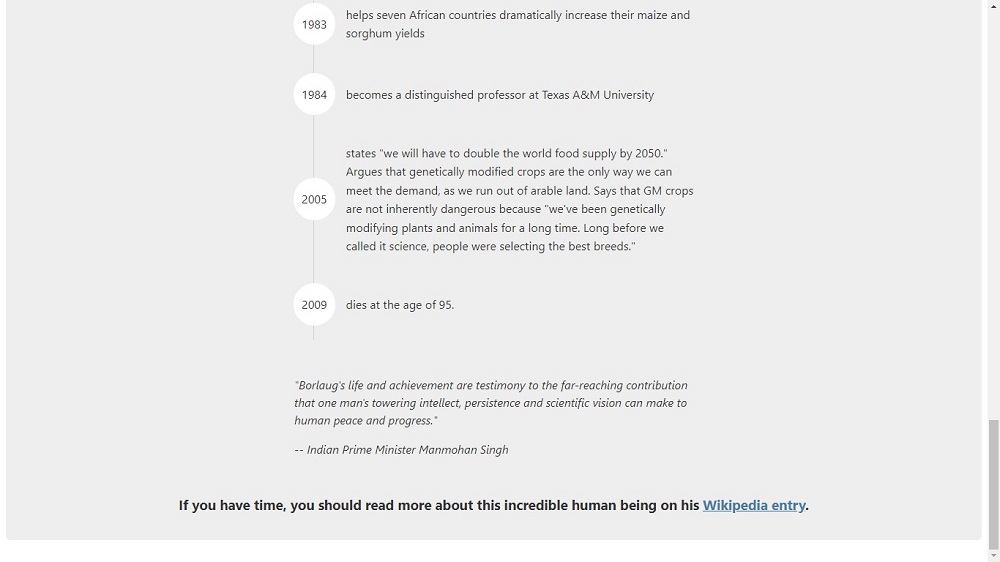 1983
helps seven African countries dramatically increase their maize and
sorghum yields
1984
becomes a distinguished professor at Texas A&M University
2005
states "we will have to double the world food supply by 2050."
Argues that genetically modified crops are the only way we can
meet the demand, as we run out of arable land. Says that GM crops
are not inherently dangerous because "we've been genetically
modifying plants and animals for a long time. Long before we
called it science, people were selecting the best breeds."
2009
dies at the age of 95.
"Borlaug's life and achievement are testimony to the far-reaching contribution
that one man's towering intellect, persistence and scientific vision can make to
human peace and progress."
-- Indian Prime Minister Manmohan Singh
If you have time, you should read more about this incredible human being on his Wikipedia entry.